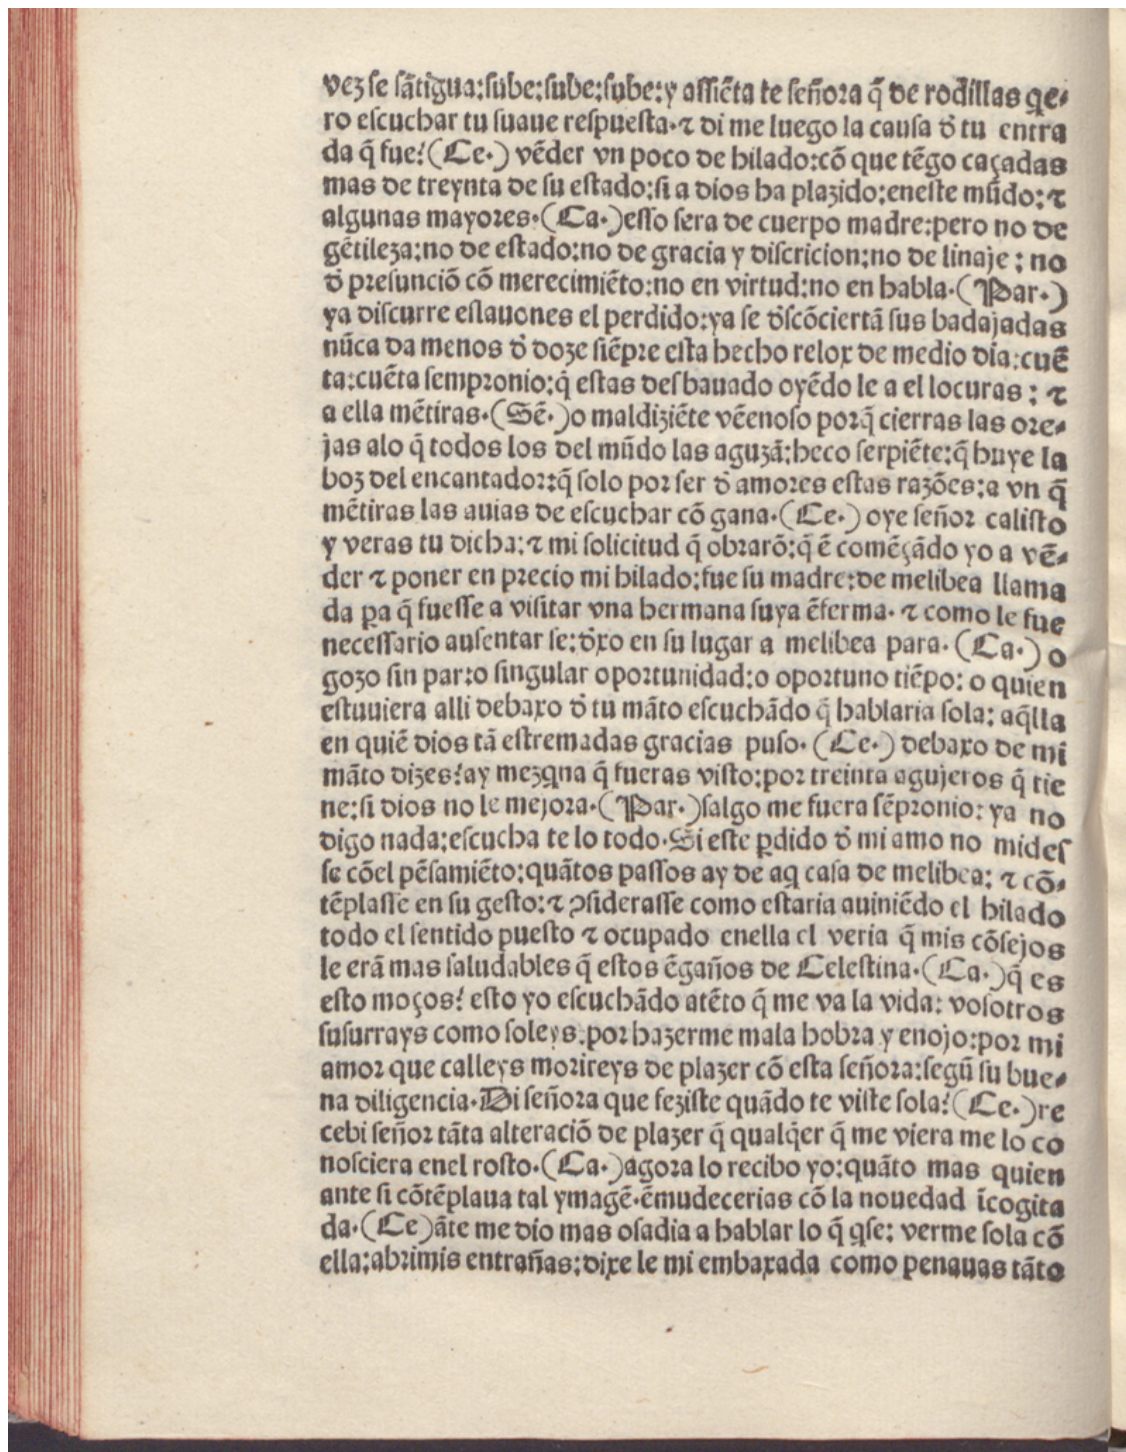 vez se sãtigua:sube:sube:sube:y assiẽta te señora q̃ de rodillas qe-
ro escuchar tu suaue respuesta.⁊ di me luego la causa đ tu entra
da q̃ fue?(Ce.) vẽder vn poco de hilado:cõ que tẽgo caçadas
mas de treynta de su estado:si a dios ha plazido:eneste mũdo:⁊
algunas mayores.(Ca.)esso sera de cuerpo madre:pero no de
gẽtileza:no de estado:no de gracia y discricion:no de linaje : no
đ presunciõ cõ merecimiẽto:no en virtud:no en habla.(Par.)
ya discurre eslauones el perdido:ya se đscõciertã sus badajadas
nũca da menos đ doze siẽpre esta hecho relox de medio dia:cuẽ
ta:cuẽta sempronio:q̃ estas desbauado oyẽdo le a el locuras : ⁊
a ella mẽtiras.(Sẽ.)o maldiziẽte vẽenoso porq̃ cierras las ore-
jas alo q̃ todos los del mũdo las aguzã:heco serpiẽte:q̃ huye la
boz del encantador:q̃ solo por ser đ amores estas razões:a vn q̃
mẽtiras las auias de escuchar cõ gana.(Ce.) oye señor calisto
y veras tu dicha:⁊ mi solicitud q̃ obrarõ:q̃ ẽ comẽçãdo yo a vẽ-
der ⁊ poner en precio mi hilado:fue su madre:de melibea llama
da ꝑa q̃ fuesse a visitar vna hermana suya ẽferma. ⁊ como le fue
necessario ausentar se:đxo en su lugar a melibea para. (Ca.) o
gozo sin par:o singular oportunidad:o oportuno tiẽpo: o quien
estuuiera alli debaxo đ tu mãto escuchãdo q̃ hablaria sola: aq̃lla
en quiẽ dios tã estremadas gracias puso. (Ce.) debaxo de mi
mãto dizes?ay mezqna q̃ fueras visto:por treinta agujeros q̃ tie
ne:si dios no le mejora.(Par.)salgo me fuera sẽpronio: ya no
digo nada:escucha te lo todo.Si este ꝑdido đ mi amo no mides
se cõel pẽsamiẽto:quãtos passos ay de aq casa de melibea: ⁊ cõ-
tẽplasse en su gesto:⁊ ꝯsiderasse como estaria auiniẽdo el hilado
todo el sentido puesto ⁊ ocupado enella el veria q̃ mis cõsejos
le erã mas saludables q̃ estos ẽgaños de Celestina.(Ca.)q̃ es
esto moços? esto yo escuchãdo atẽto q̃ me va la vida: vosotros
susurrays como soleys:por hazerme mala hobra y enojo:por mi
amor que calleys morireys de plazer cõ esta señora:segũ su bue-
na diligencia.Di señora que feziste quãdo te viste sola?(Ce.)re
cebi señor tãta alteraciõ de plazer q̃ qualq̃er q̃ me viera me lo co
nosciera enel rosto.(Ca.)agora lo recibo yo:quãto mas quien
ante si cõtẽplaua tal ymagẽ.ẽmudecerias cõ la nouedad ĩcogita
da.(Ce)ãte me dio mas osadia a hablar lo q̃ qse: verme sola cõ
ella:abrimis entrañas:dixe le mi embaxada como penauas tãto